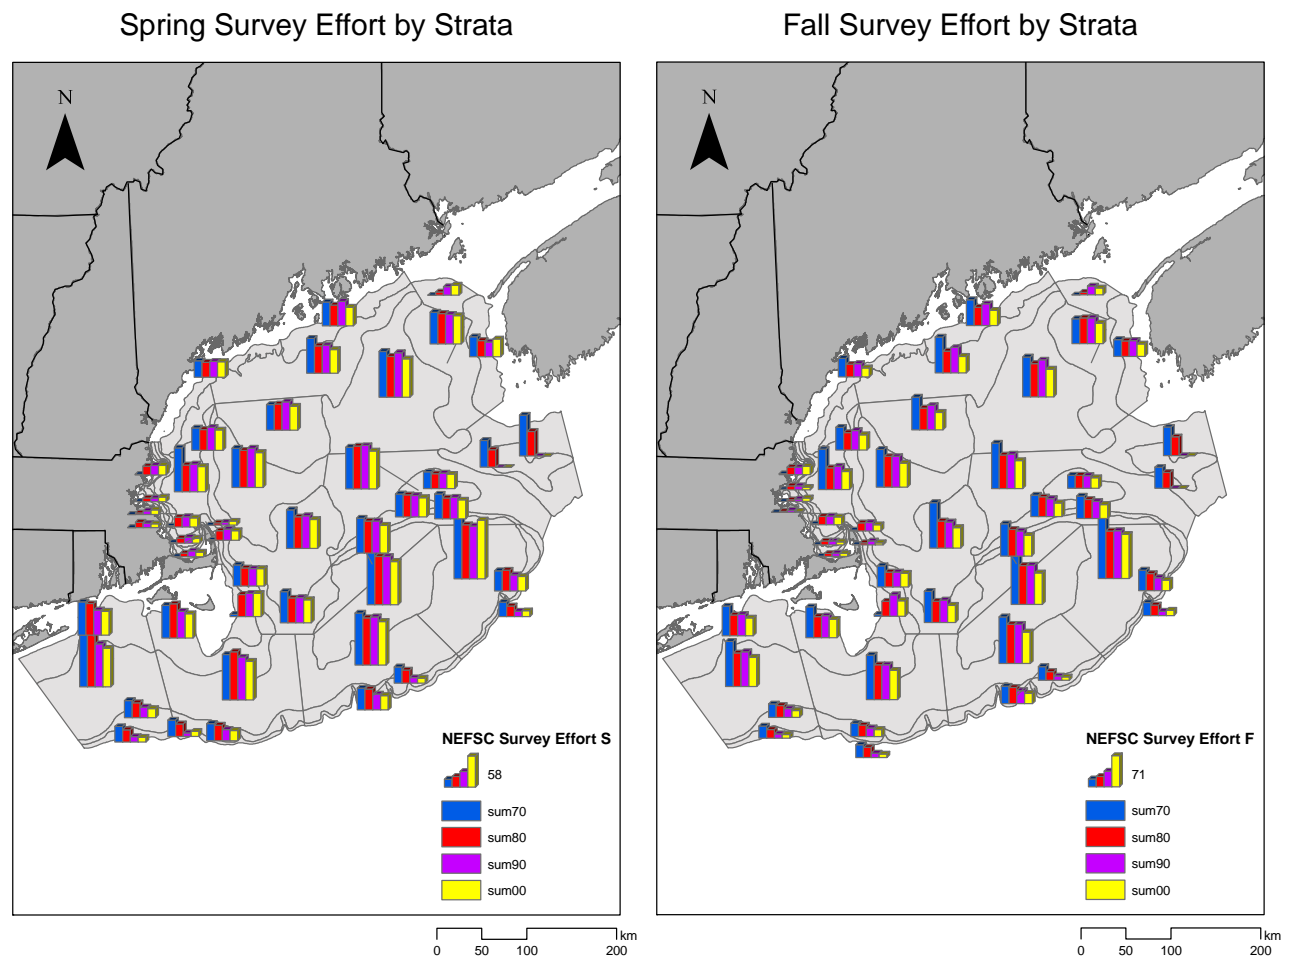 Spring Survey Effort by Strata
Fall Survey Effort by Strata
N
NEFSC Survey Effort S
58
sum70
sum80
sum90
sum00
km
0 50 100 200
N
NEFSC Survey Effort F
71
sum70
sum80
sum90
sum00
km
0 50 100 200